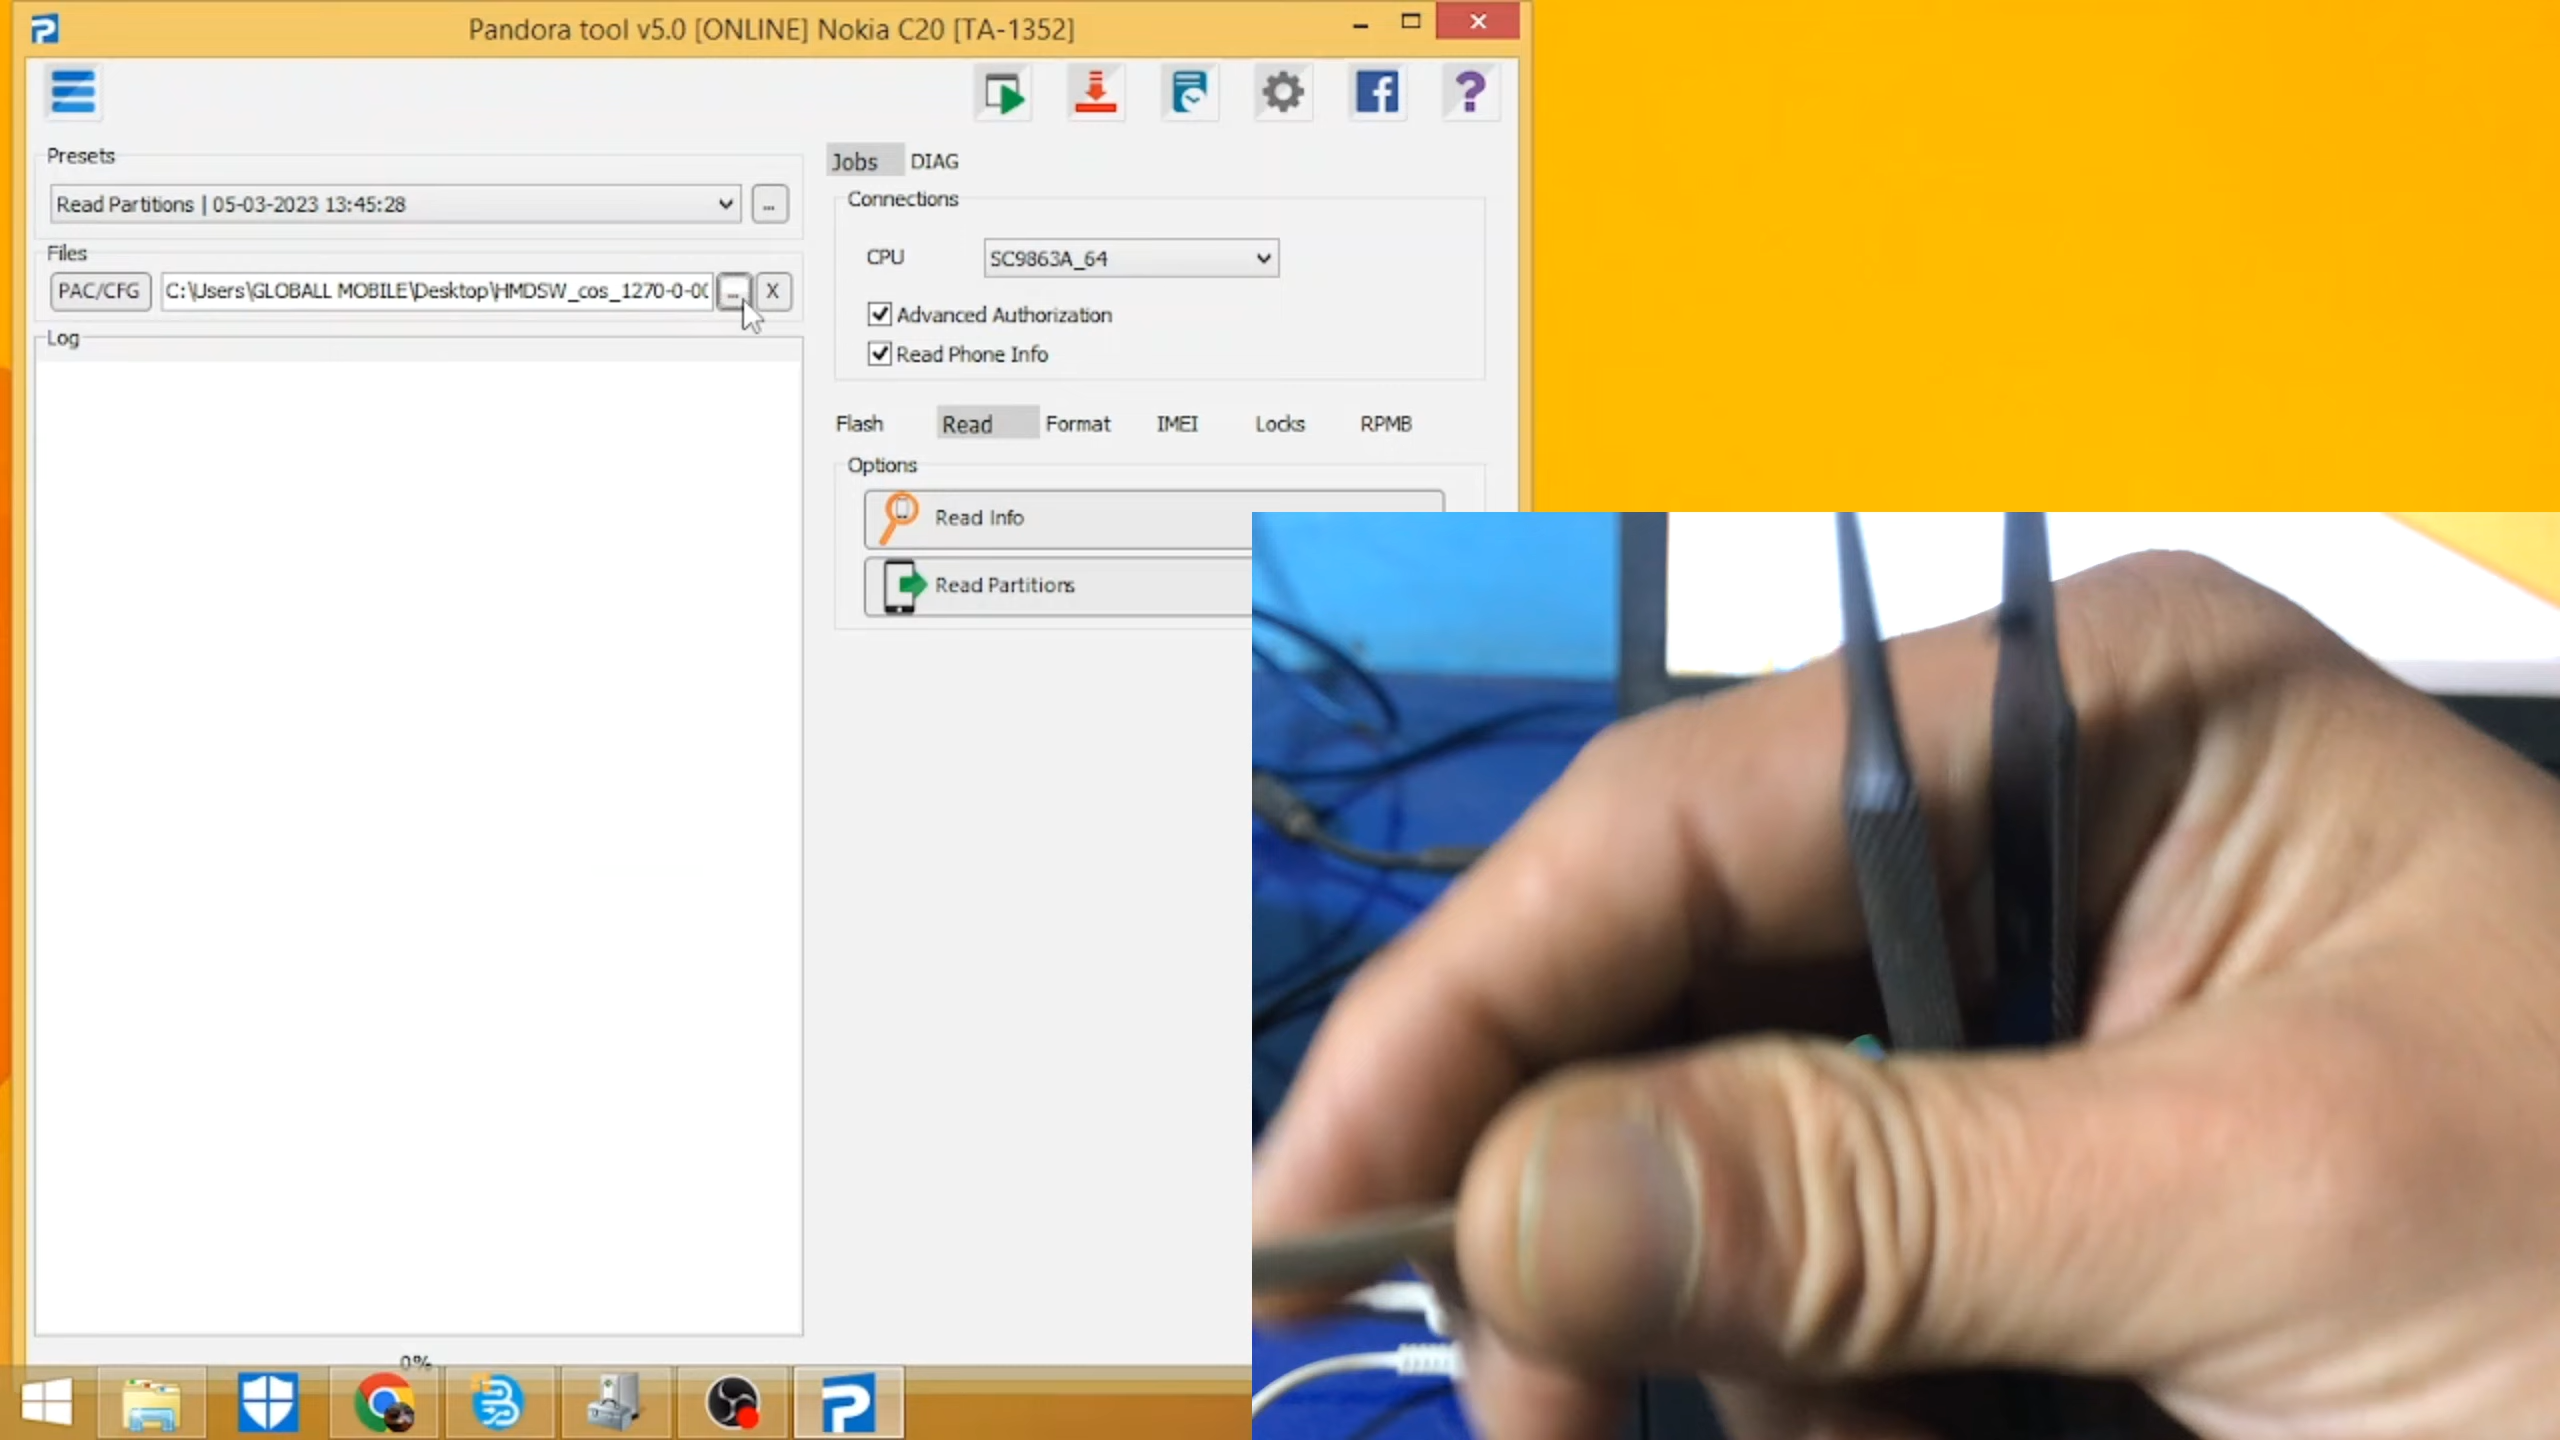 Pandora tool v5.0 [ONLINE] Nokia C20 [TA-1352]
Presets
Read Partitions | 05-03-2023 13:45:28
...
Files
PAC/CFG
C:\Users\GLOBALL MOBILE\Desktop\HMDSW_cos_1270-0-00
...
X
Log
0%
Jobs
DIAG
Connections
CPU
SC9863A_64
Advanced Authorization
Read Phone Info
Flash
Read
Format
IMEI
Locks
RPMB
Options
Read Info
Read Partitions